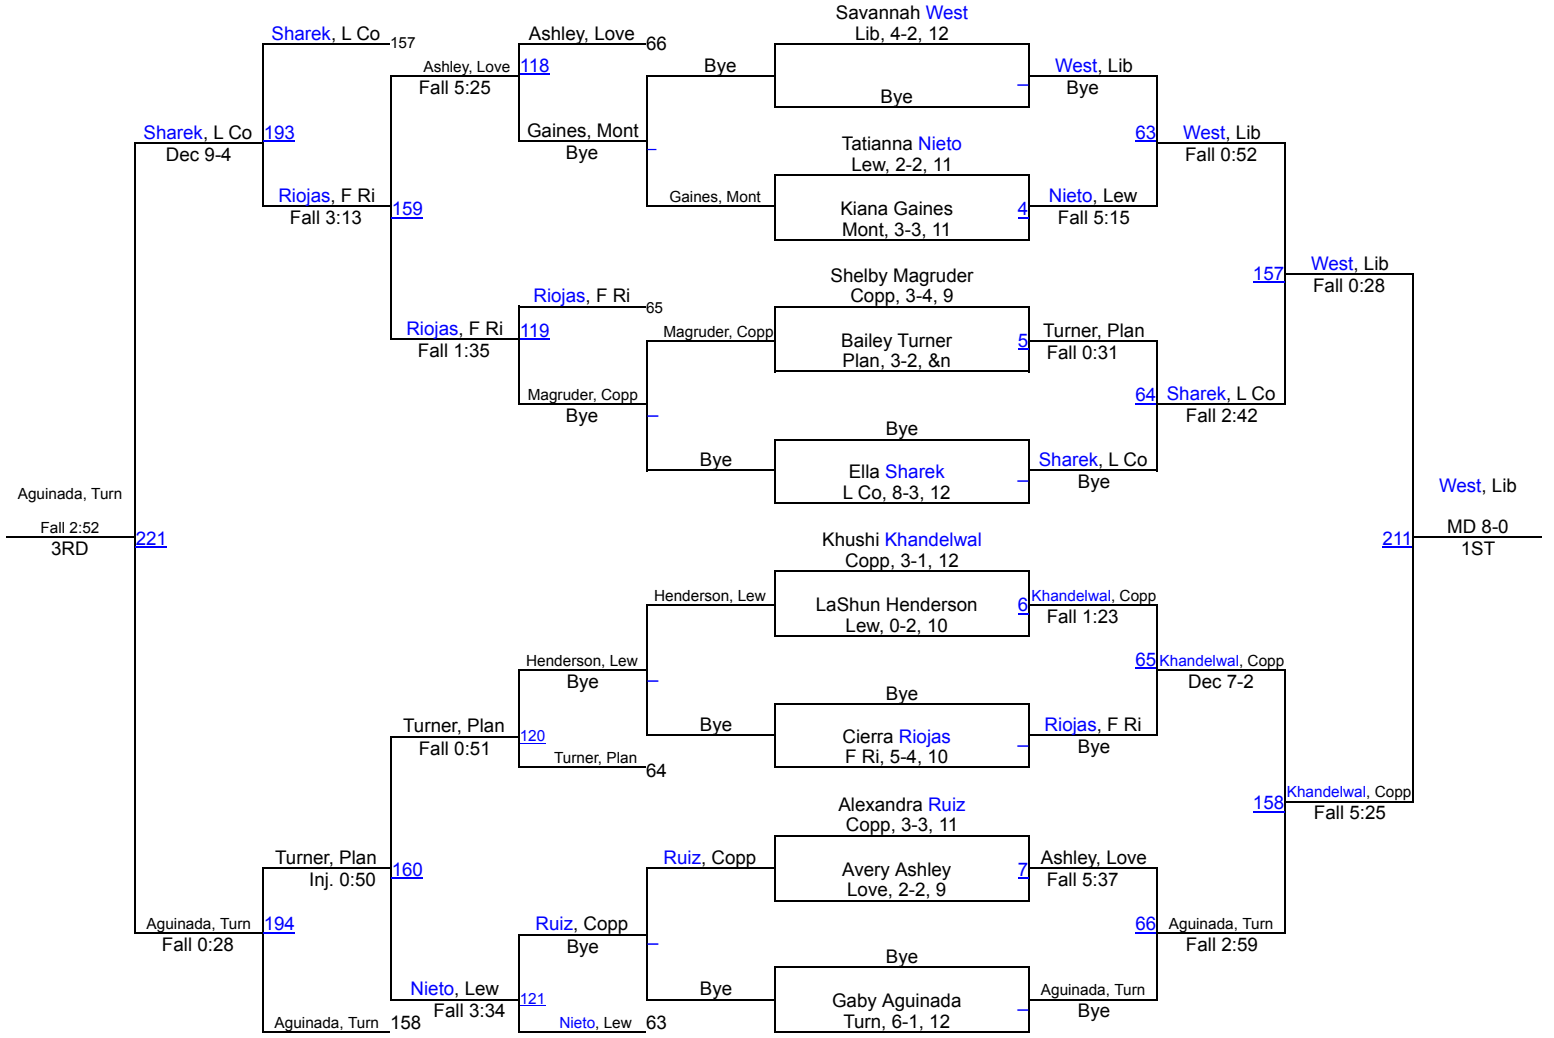 Savannah West
Lib, 4-2, 12
Sharek, L Co
157
Ashley, Love
66
Ashley, Love
118
Fall 5:25
Bye
West, Lib
Bye
Bye
Sharek, L Co
193
Dec 9-4
Gaines, Mont
Bye
Tatianna Nieto
Lew, 2-2, 11
63
West, Lib
Fall 0:52
Riojas, F Ri
159
Fall 3:13
Gaines, Mont
Kiana Gaines
4
Mont, 3-3, 11
Nieto, Lew
Fall 5:15
Shelby Magruder
Copp, 3-4, 9
157
West, Lib
Fall 0:28
Riojas, F Ri
65
Riojas, F Ri
119
Fall 1:35
Magruder, Copp
Bailey Turner
5
Plan, 3-2, &n
Turner, Plan
Fall 0:31
Magruder, Copp
Bye
64
Sharek, L Co
Fall 2:42
Bye
Bye
Ella Sharek
L Co, 8-3, 12
Sharek, L Co
Bye
Aguinada, Turn
Fall 2:52
221
3RD
West, Lib
211
MD 8-0
1ST
Khushi Khandelwal
Copp, 3-1, 12
Henderson, Lew
LaShun Henderson
6
Lew, 0-2, 10
Khandelwal, Copp
Fall 1:23
Henderson, Lew
Bye
65
Khandelwal, Copp
Dec 7-2
Bye
Turner, Plan
120
Fall 0:51
Turner, Plan
64
Bye
Cierra Riojas
F Ri, 5-4, 10
Riojas, F Ri
Bye
Alexandra Ruiz
Copp, 3-3, 11
158
Khandelwal, Copp
Fall 5:25
Turner, Plan
160
Inj. 0:50
Ruiz, Copp
Avery Ashley
7
Love, 2-2, 9
Ashley, Love
Fall 5:37
Aguinada, Turn
194
Fall 0:28
Ruiz, Copp
Bye
66
Aguinada, Turn
Fall 2:59
Bye
Nieto, Lew
121
Fall 3:34
Bye
Gaby Aguinada
Turn, 6-1, 12
Aguinada, Turn
Bye
Aguinada, Turn
158
Nieto, Lew
63